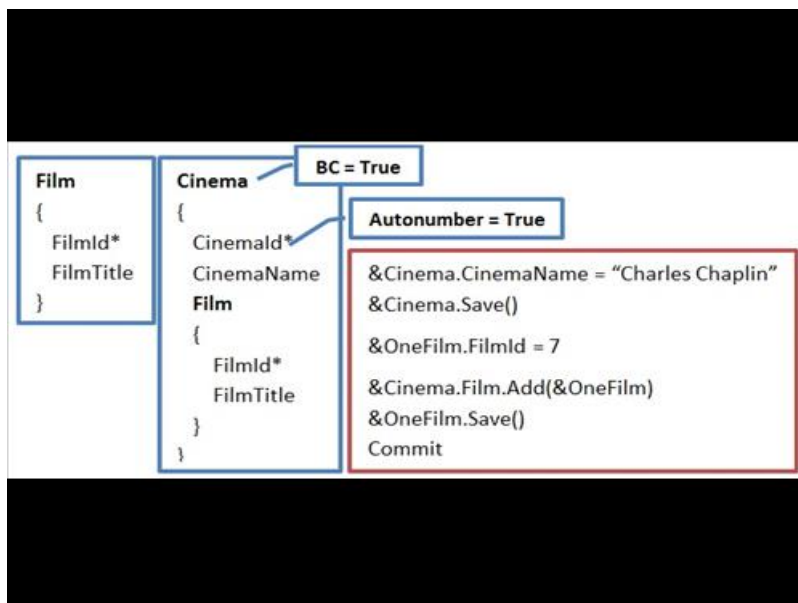 Film
{
FilmId*
FilmTitle
}
Cinema
{
CinemaId*
CinemaName
Film
{
FilmId*
FilmTitle
}
}
BC = True
Autonumber = True
&Cinema.CinemaName = “Charles Chaplin”
&Cinema.Save()
&OneFilm.FilmId = 7
&Cinema.Film.Add(&OneFilm)
&OneFilm.Save()
Commit